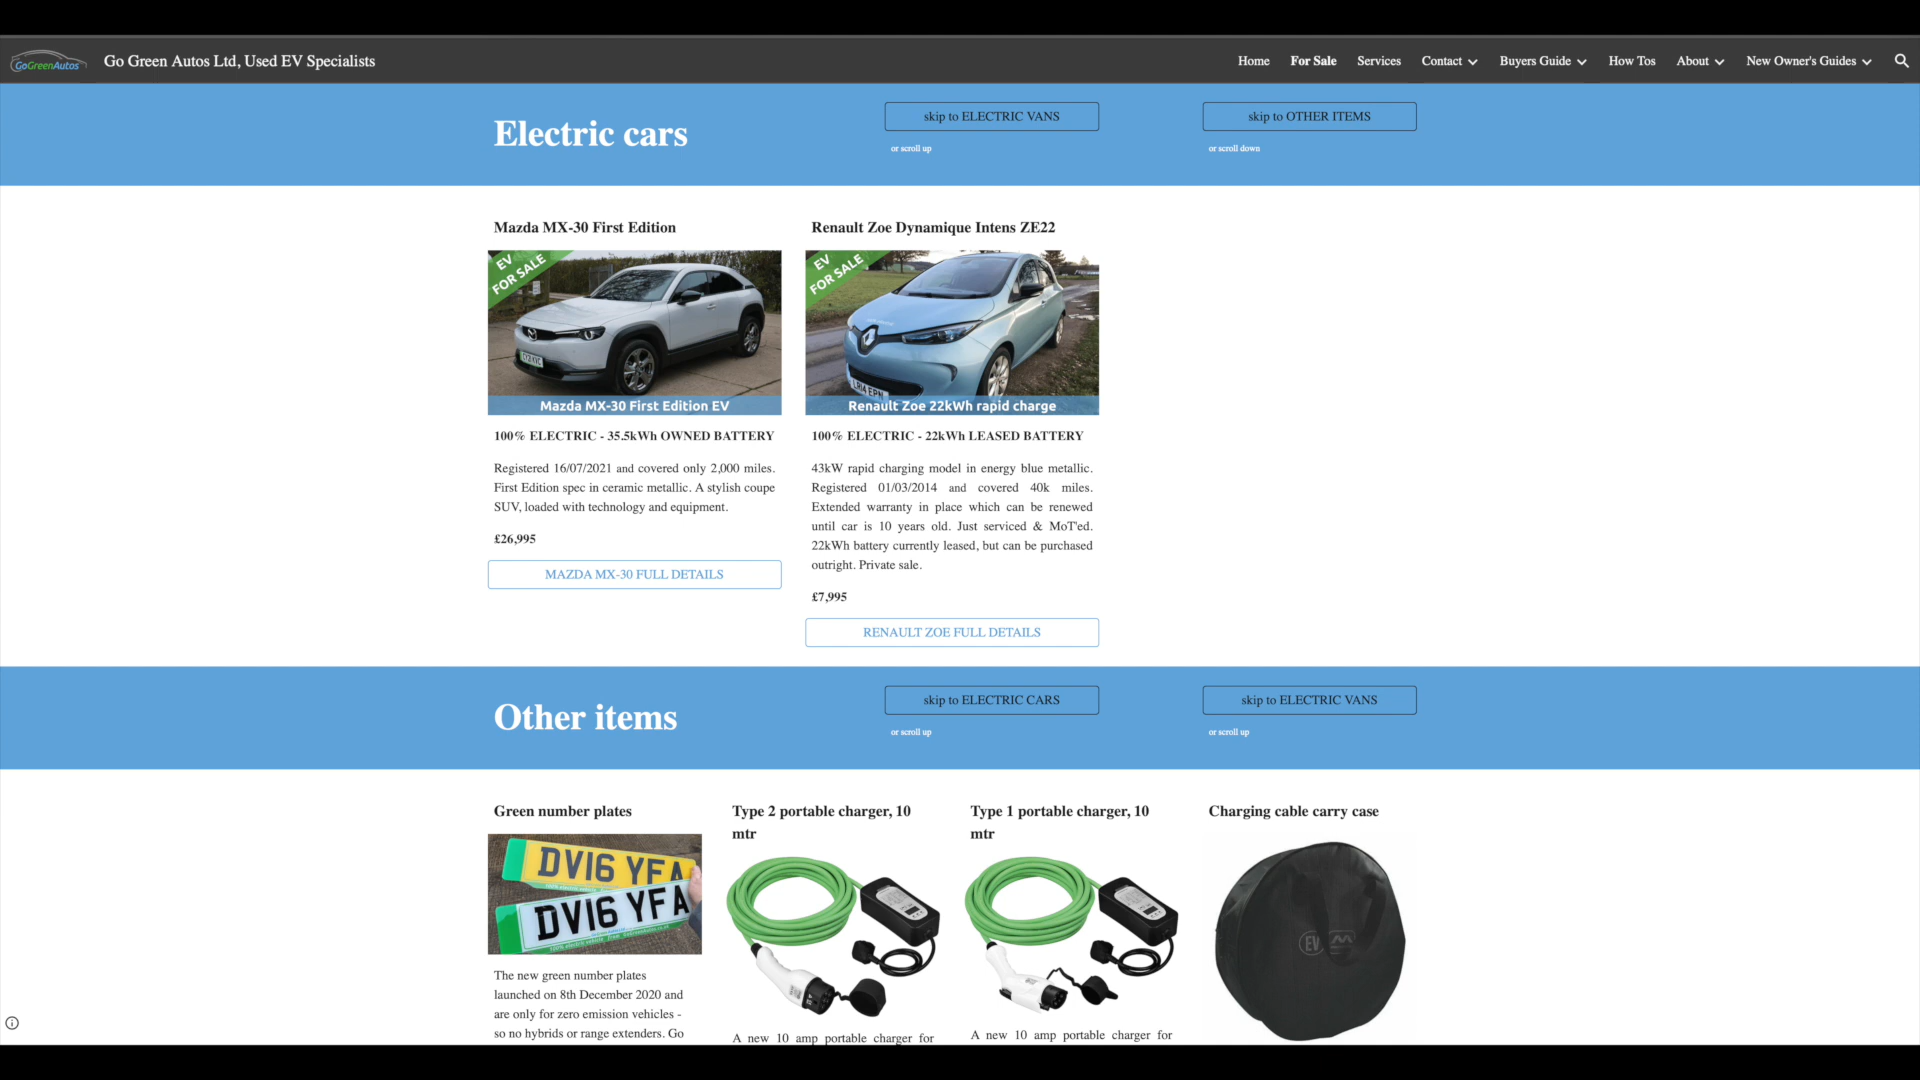 GoGreenAutos
Go Green Autos Ltd, Used EV Specialists
Home
For Sale
Services
Contact
Buyers Guide
How Tos
About
New Owner's Guides
Electric cars
skip to ELECTRIC VANS
or scroll up
skip to OTHER ITEMS
or scroll down
Mazda MX-30 First Edition
EV
FOR SALE
Mazda MX-30 First Edition EV
100% ELECTRIC - 35.5kWh OWNED BATTERY
Registered 16/07/2021 and covered only 2,000 miles.
First Edition spec in ceramic metallic. A stylish coupe
SUV, loaded with technology and equipment.
£26,995
MAZDA MX-30 FULL DETAILS
Renault Zoe Dynamique Intens ZE22
EV
FOR SALE
LR14 EPN
Renault Zoe 22kWh rapid charge
100% ELECTRIC - 22kWh LEASED BATTERY
43kW rapid charging model in energy blue metallic.
Registered 01/03/2014 and covered 40k miles.
Extended warranty in place which can be renewed
until car is 10 years old. Just serviced & MoT'ed.
22kWh battery currently leased, but can be purchased
outright. Private sale.
£7,995
RENAULT ZOE FULL DETAILS
Other items
skip to ELECTRIC CARS
or scroll up
skip to ELECTRIC VANS
or scroll up
Green number plates
DV16 YFA
DV16 YFA
The new green number plates
launched on 8th December 2020 and
are only for zero emission vehicles -
so no hybrids or range extenders. Go
Type 2 portable charger, 10
mtr
A new 10 amp portable charger for
Type 1 portable charger, 10
mtr
A new 10 amp portable charger for
Charging cable carry case
EV